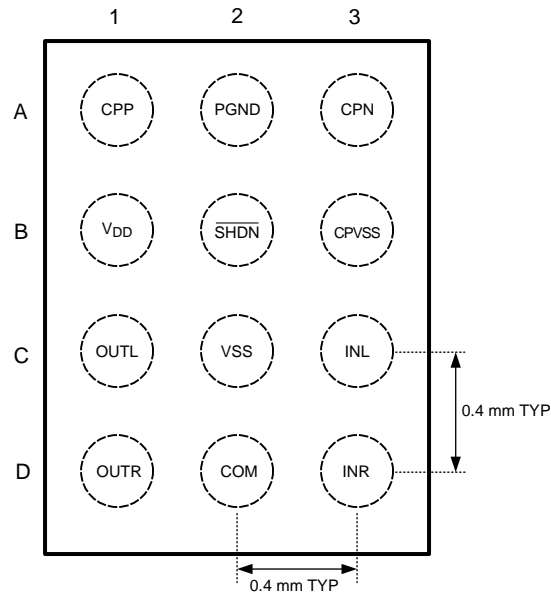 1 2 3
A CPP PGND CPN
B VDD SHDN CPVSS
C OUTL VSS INL
0.4 mm TYP
D OUTR COM INR
0.4 mm TYP